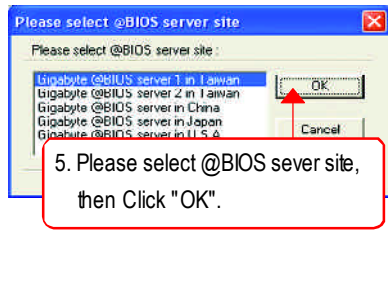 Please select @BIOS server site
Please select @BIOS server site :
Gigabyte @BIOS server 1 in Taiwan
Gigabyte @BIOS server 2 in Taiwan
Gigabyte @BIOS server in China
Gigabyte @BIOS server in Japan
Gigabyte @BIOS server in U.S.A
OK
Cancel
5. Please select @BIOS sever site,
then Click "OK".